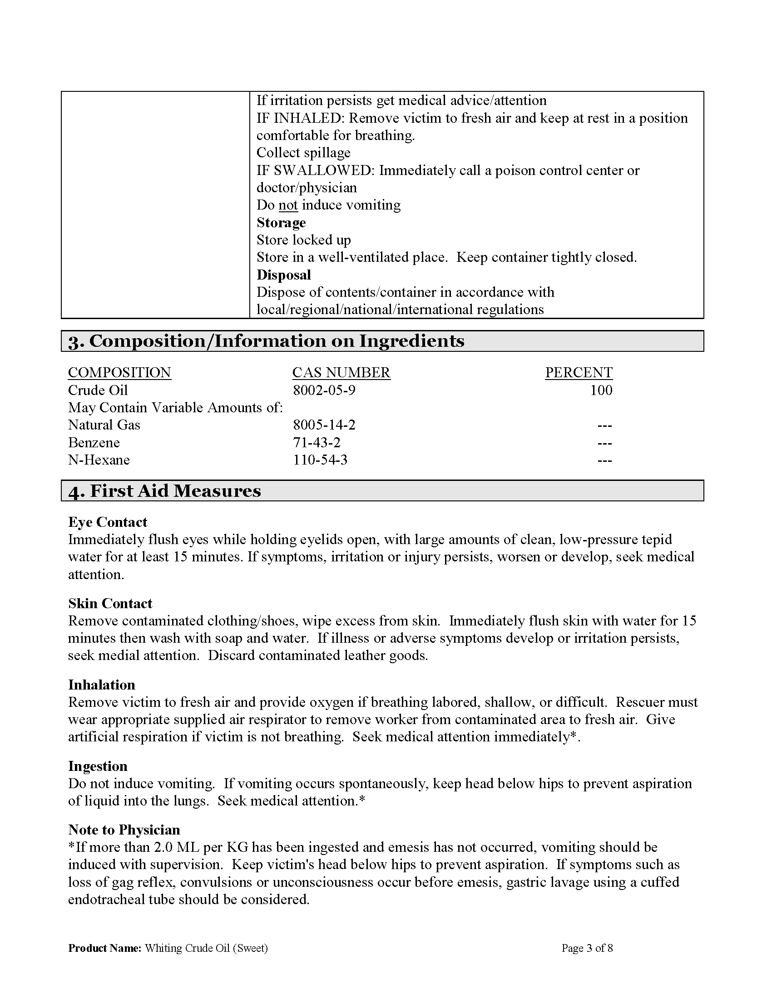 If irritation persists get medical advice/attention
IF INHALED: Remove victim to fresh air and keep at rest in a position
comfortable for breathing.
Collect spillage
IF SWALLOWED: Immediately call a poison control center or
doctor/physician
Do not induce vomiting
Storage
Store locked up
Store in a well-ventilated place.  Keep container tightly closed.
Disposal
Dispose of contents/container in accordance with
local/regional/national/international regulations
3. Composition/Information on Ingredients
COMPOSITION CAS NUMBER PERCENT
Crude Oil 8002-05-9 100
May Contain Variable Amounts of:
Natural Gas 8005-14-2 ---
Benzene 71-43-2 ---
N-Hexane 110-54-3 ---
4. First Aid Measures
Eye Contact
Immediately flush eyes while holding eyelids open, with large amounts of clean, low-pressure tepid
water for at least 15 minutes. If symptoms, irritation or injury persists, worsen or develop, seek medical
attention.
Skin Contact
Remove contaminated clothing/shoes, wipe excess from skin.  Immediately flush skin with water for 15
minutes then wash with soap and water.  If illness or adverse symptoms develop or irritation persists,
seek medial attention.  Discard contaminated leather goods.
Inhalation
Remove victim to fresh air and provide oxygen if breathing labored, shallow, or difficult.  Rescuer must
wear appropriate supplied air respirator to remove worker from contaminated area to fresh air.  Give
artificial respiration if victim is not breathing.  Seek medical attention immediately*.
Ingestion
Do not induce vomiting.  If vomiting occurs spontaneously, keep head below hips to prevent aspiration
of liquid into the lungs.  Seek medical attention.*
Note to Physician
*If more than 2.0 ML per KG has been ingested and emesis has not occurred, vomiting should be
induced with supervision.  Keep victim's head below hips to prevent aspiration.  If symptoms such as
loss of gag reflex, convulsions or unconsciousness occur before emesis, gastric lavage using a cuffed
endotracheal tube should be considered.
Product Name: Whiting Crude Oil (Sweet) Page 3 of 8